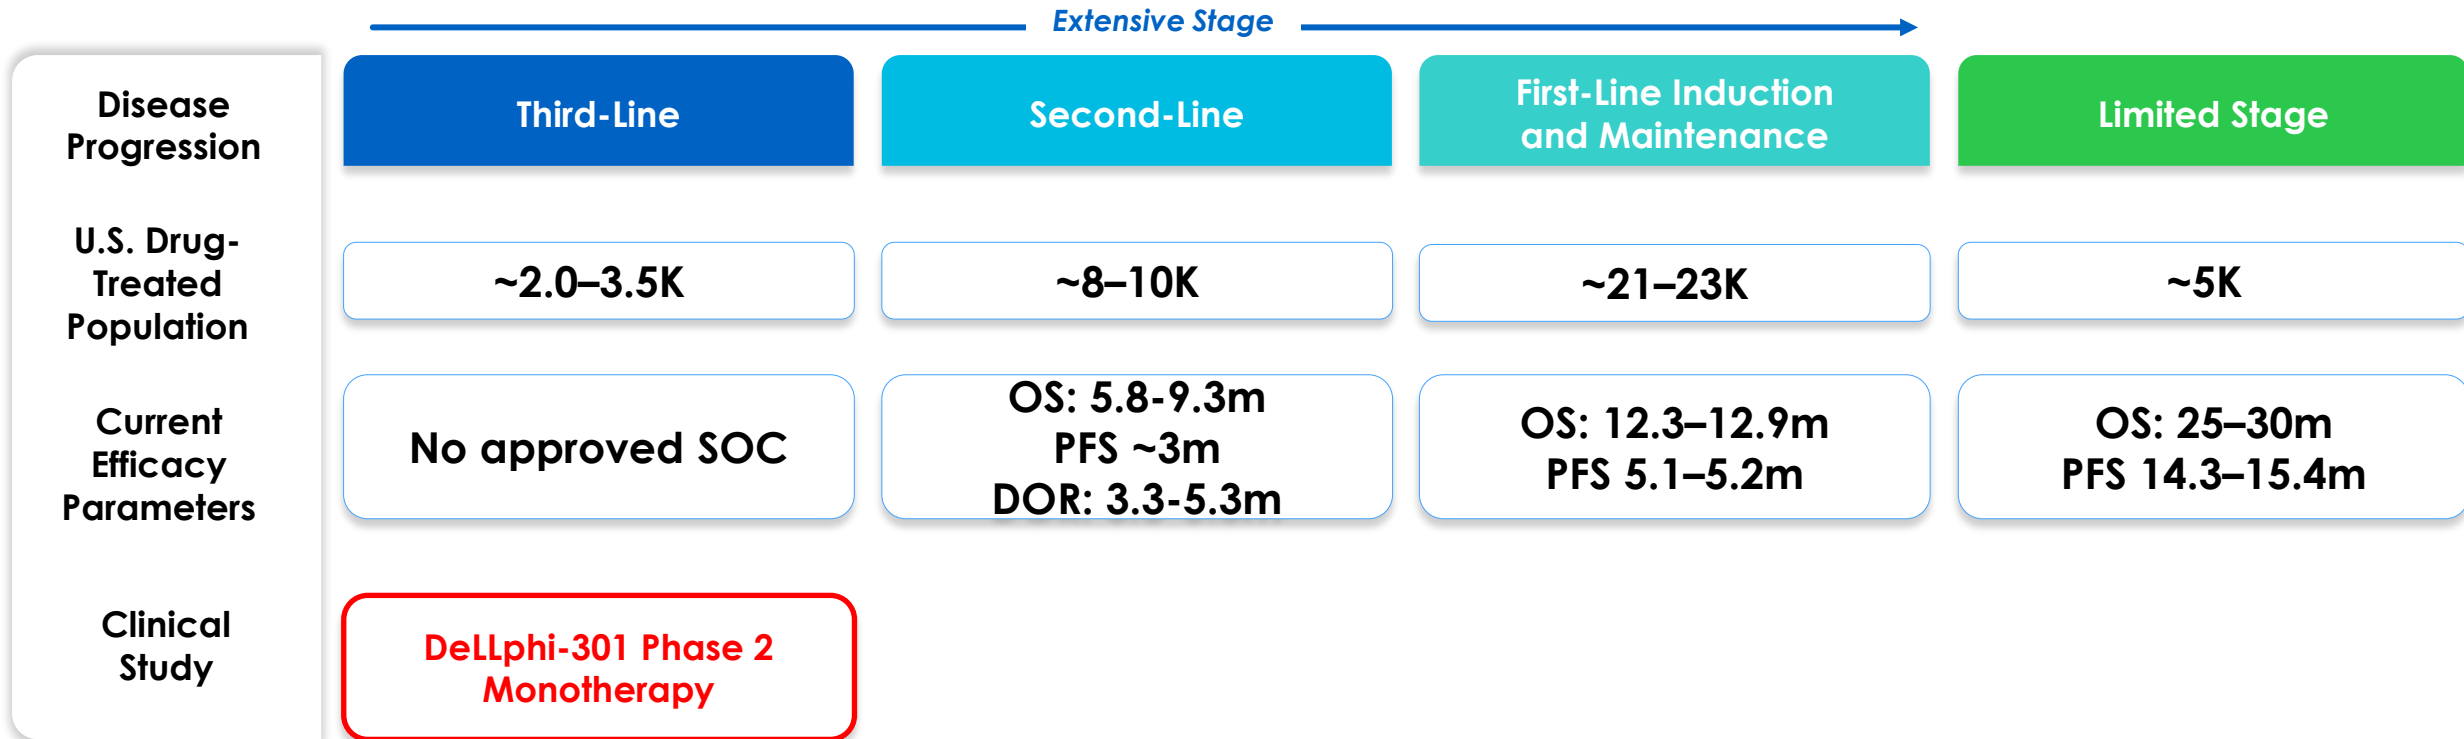 Extensive Stage
Disease
Progression
Third-Line
Second-Line
First-Line Induction
and Maintenance
Limited Stage
U.S. Drug-
Treated
Population
~2.0–3.5K
~8–10K
~21–23K
~5K
Current
Efficacy
Parameters
No approved SOC
OS: 5.8-9.3m
PFS ~3m
DOR: 3.3-5.3m
OS: 12.3–12.9m
PFS 5.1–5.2m
OS: 25–30m
PFS 14.3–15.4m
Clinical
Study
DeLLphi-301 Phase 2
Monotherapy